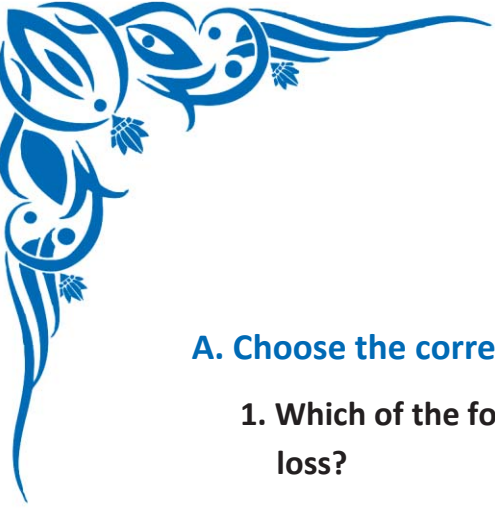 A. Choose the corre
1. Which of the fo
loss?